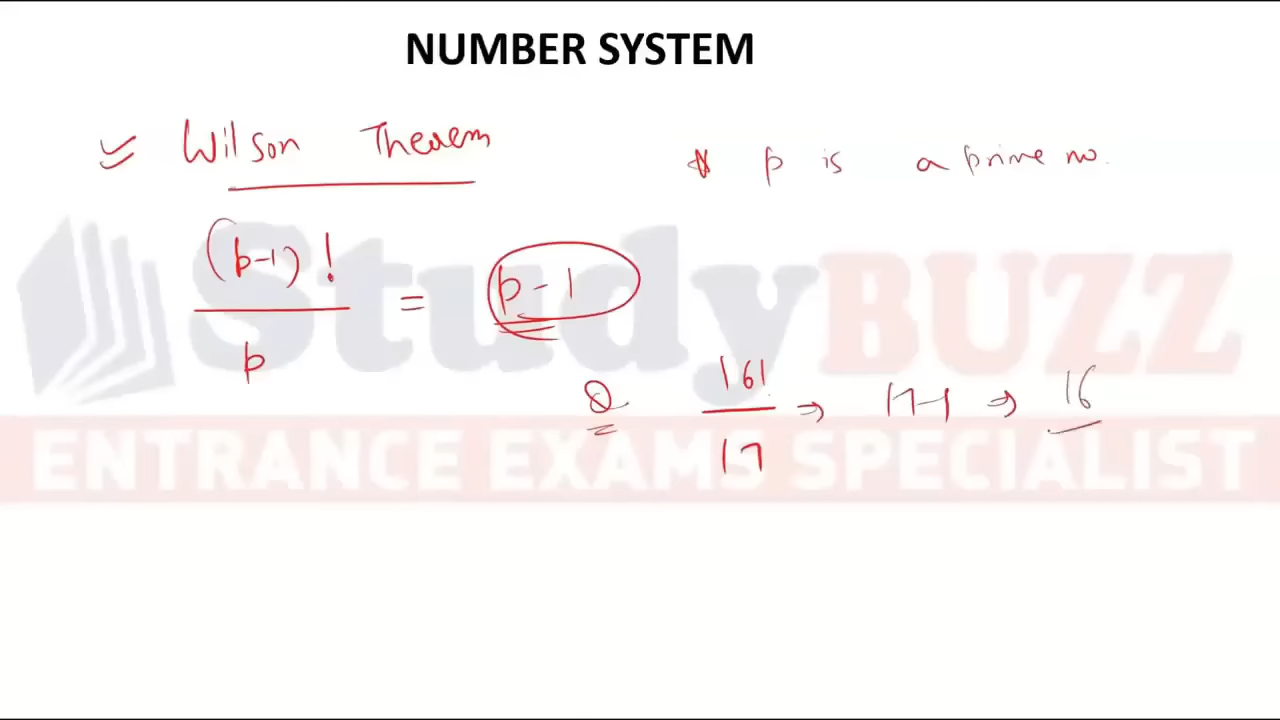 NUMBER SYSTEM
Wilson Theorem
* p is a prime no.
(p-1)!
p
= p-1
Q 16!
17
⇒ 17-1 ⇒ 16
StudyBUZZ
ENTRANCE EXAMS SPECIALIST